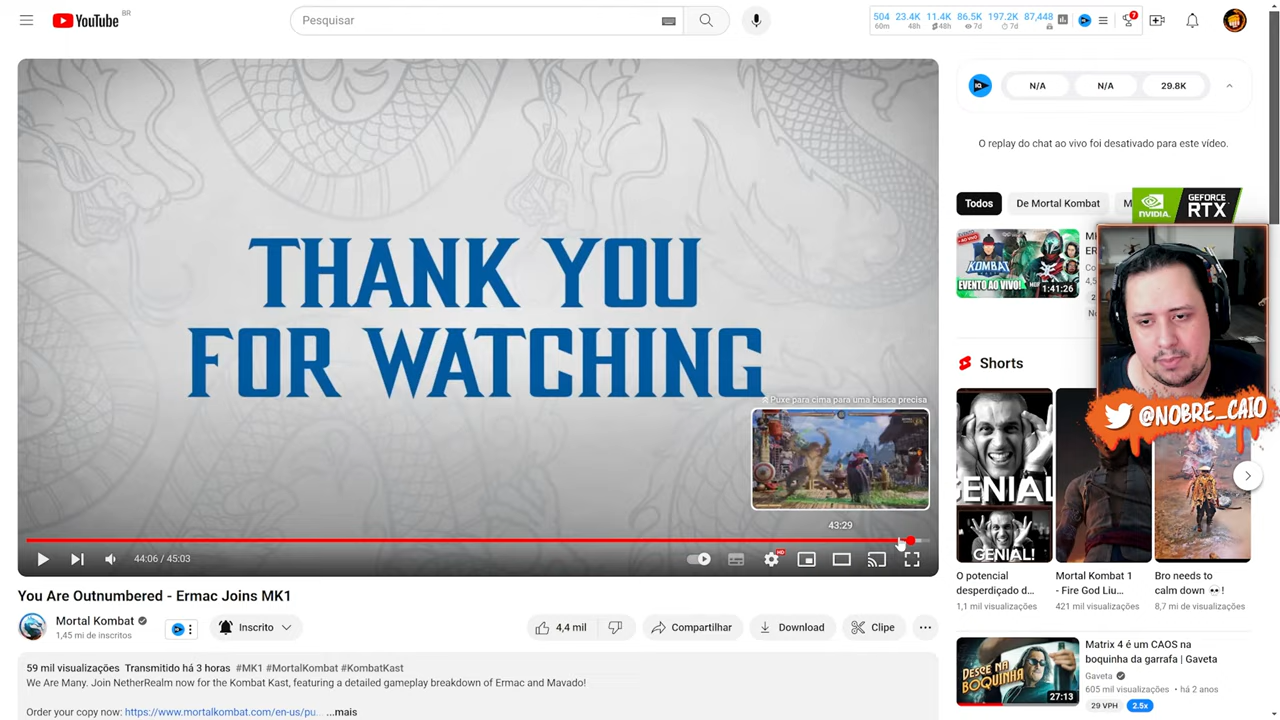 YouTube BR
Pesquisar
504 23.4K 11.4K 86.5K 197.2K 87,448
60m 48h 48h 7d 7d
7
THANK YOU
FOR WATCHING
Puxe para cima para uma busca precisa
43:29
44:06 / 45:03
HD
You Are Outnumbered - Ermac Joins MK1
Mortal Kombat
1,45 mi de inscritos
Inscrito
4,4 mil
Compartilhar
Download
Clipe
59 mil visualizações Transmitido há 3 horas #MK1 #MortalKombat #KombatKast
We Are Many. Join NetherRealm now for the Kombat Kast, featuring a detailed gameplay breakdown of Ermac and Mavado!
Order your copy now: https://www.mortalkombat.com/en-us/pu... ...mais
N/A N/A 29.8K
O replay do chat ao vivo foi desativado para este vídeo.
Todos
De Mortal Kombat
NVIDIA.
GEFORCE
RTX
KOMBAT
EVENTO AO VIVO!
1:41:26
@NOBRE_CAIO
Shorts
GENIAL
GENIAL!
O potencial
desperdiçado d...
1,1 mi visualizações
Mortal Kombat 1
- Fire God Liu...
421 mil visualizações
Bro needs to
calm down 💀!
8,7 mi de visualizações
DESCE NA
BOQUINHA
27:13
Matrix 4 é um CAOS na
boquinha da garrafa | Gaveta
Gaveta
605 mil visualizações • há 2 anos
29 VPH 2.5x